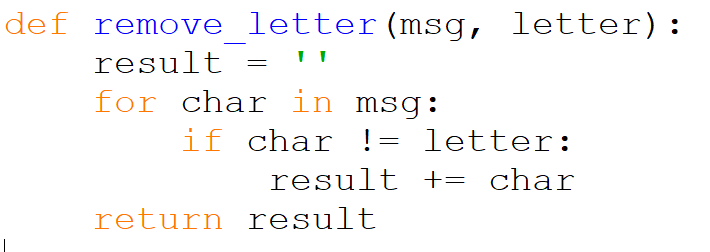 def remove_letter(msg, letter):
    result = ''
    for char in msg:
        if char != letter:
            result += char
    return result